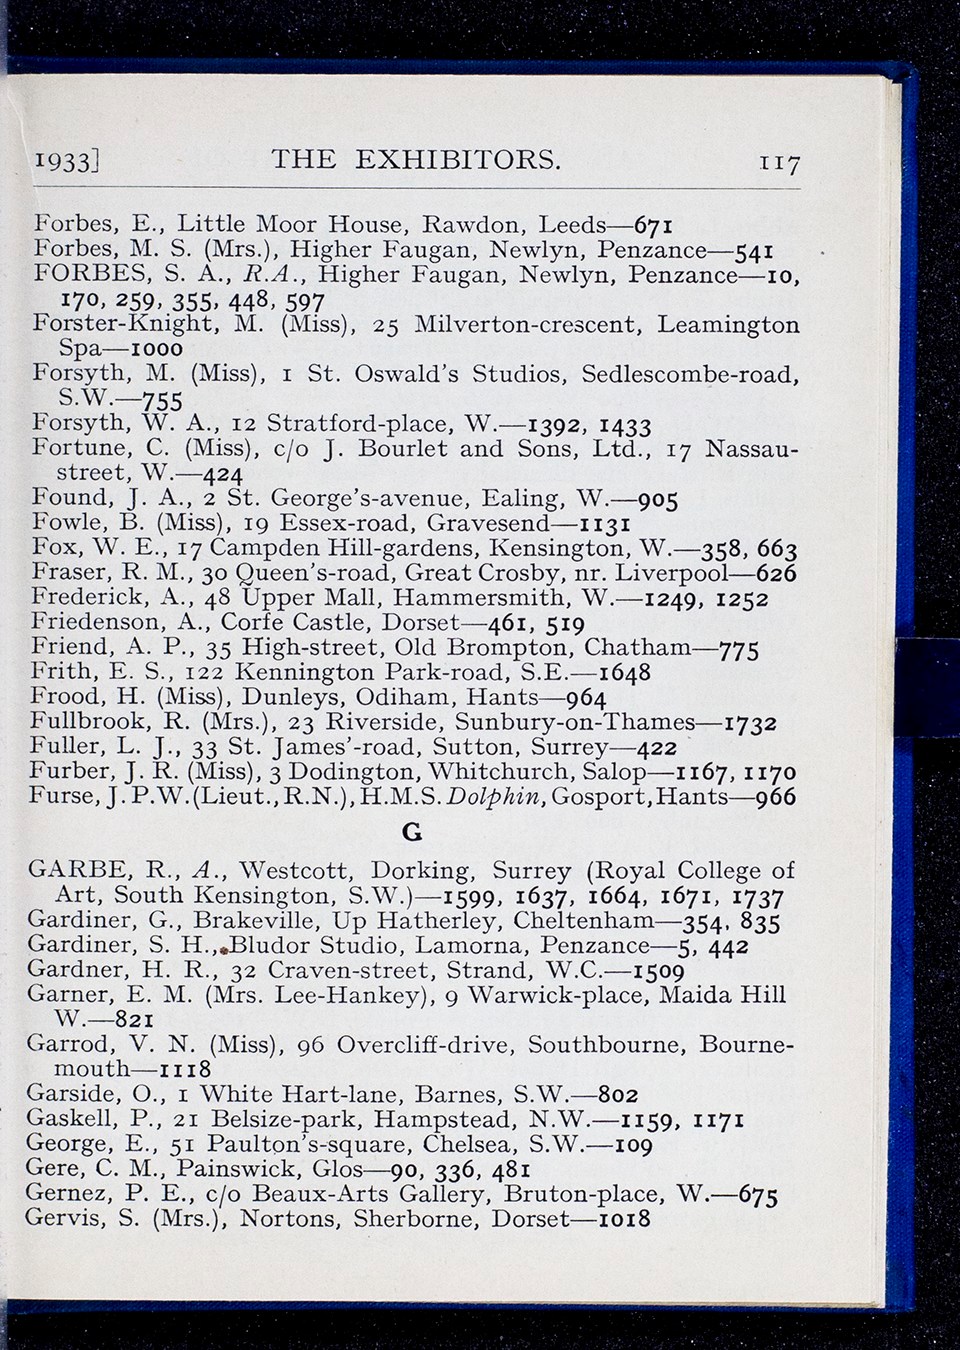 1933] THE EXHIBITORS. 117
Forbes, E., Little Moor House, Rawdon, Leeds—671
Forbes, M. S. (Mrs.), Higher Faugan, Newlyn, Penzance—541
FORBES, S. A., R.A., Higher Faugan, Newlyn, Penzance—10,
170, 259, 355, 448, 597
Forster-Knight, M. (Miss), 25 Milverton-crescent, Leamington
Spa—1000
Forsyth, M. (Miss), 1 St. Oswald's Studios, Sedlescombe-road,
S.W.—755
Forsyth, W. A., 12 Stratford-place, W.—1392, 1433
Fortune, C. (Miss), c/o J. Bourlet and Sons, Ltd., 17 Nassau-
street, W.—424
Found, J. A., 2 St. George's-avenue, Ealing, W.—905
Fowle, B. (Miss), 19 Essex-road, Gravesend—1131
Fox, W. E., 17 Campden Hill-gardens, Kensington, W.—358, 663
Fraser, R. M., 30 Queen's-road, Great Crosby, nr. Liverpool—626
Frederick, A., 48 Upper Mall, Hammersmith, W.—1249, 1252
Friedenson, A., Corfe Castle, Dorset—461, 519
Friend, A. P., 35 High-street, Old Brompton, Chatham—775
Frith, E. S., 122 Kennington Park-road, S.E.—1648
Frood, H. (Miss), Dunleys, Odiham, Hants—964
Fullbrook, R. (Mrs.), 23 Riverside, Sunbury-on-Thames—1732
Fuller, L. J., 33 St. James'-road, Sutton, Surrey—422
Furber, J. R. (Miss), 3 Dodington, Whitchurch, Salop—1167, 1170
Furse, J. P.W. (Lieut., R.N.), H.M.S. Dolphin, Gosport, Hants—966
G
GARBE, R., A., Westcott, Dorking, Surrey (Royal College of
Art, South Kensington, S.W.)—1599, 1637, 1664, 1671, 1737
Gardiner, G., Brakeville, Up Hatherley, Cheltenham—354, 835
Gardiner, S. H., Bludor Studio, Lamorna, Penzance—5, 442
Gardner, H. R., 32 Craven-street, Strand, W.C.—1509
Garner, E. M. (Mrs. Lee-Hankey), 9 Warwick-place, Maida Hill
W.—821
Garrod, V. N. (Miss), 96 Overcliff-drive, Southbourne, Bourne-
mouth—1118
Garside, O., 1 White Hart-lane, Barnes, S.W.—802
Gaskell, P., 21 Belsize-park, Hampstead, N.W.—1159, 1171
George, E., 51 Paulton's-square, Chelsea, S.W.—109
Gere, C. M., Painswick, Glos—90, 336, 481
Gernez, P. E., c/o Beaux-Arts Gallery, Bruton-place, W.—675
Gervis, S. (Mrs.), Nortons, Sherborne, Dorset—1018